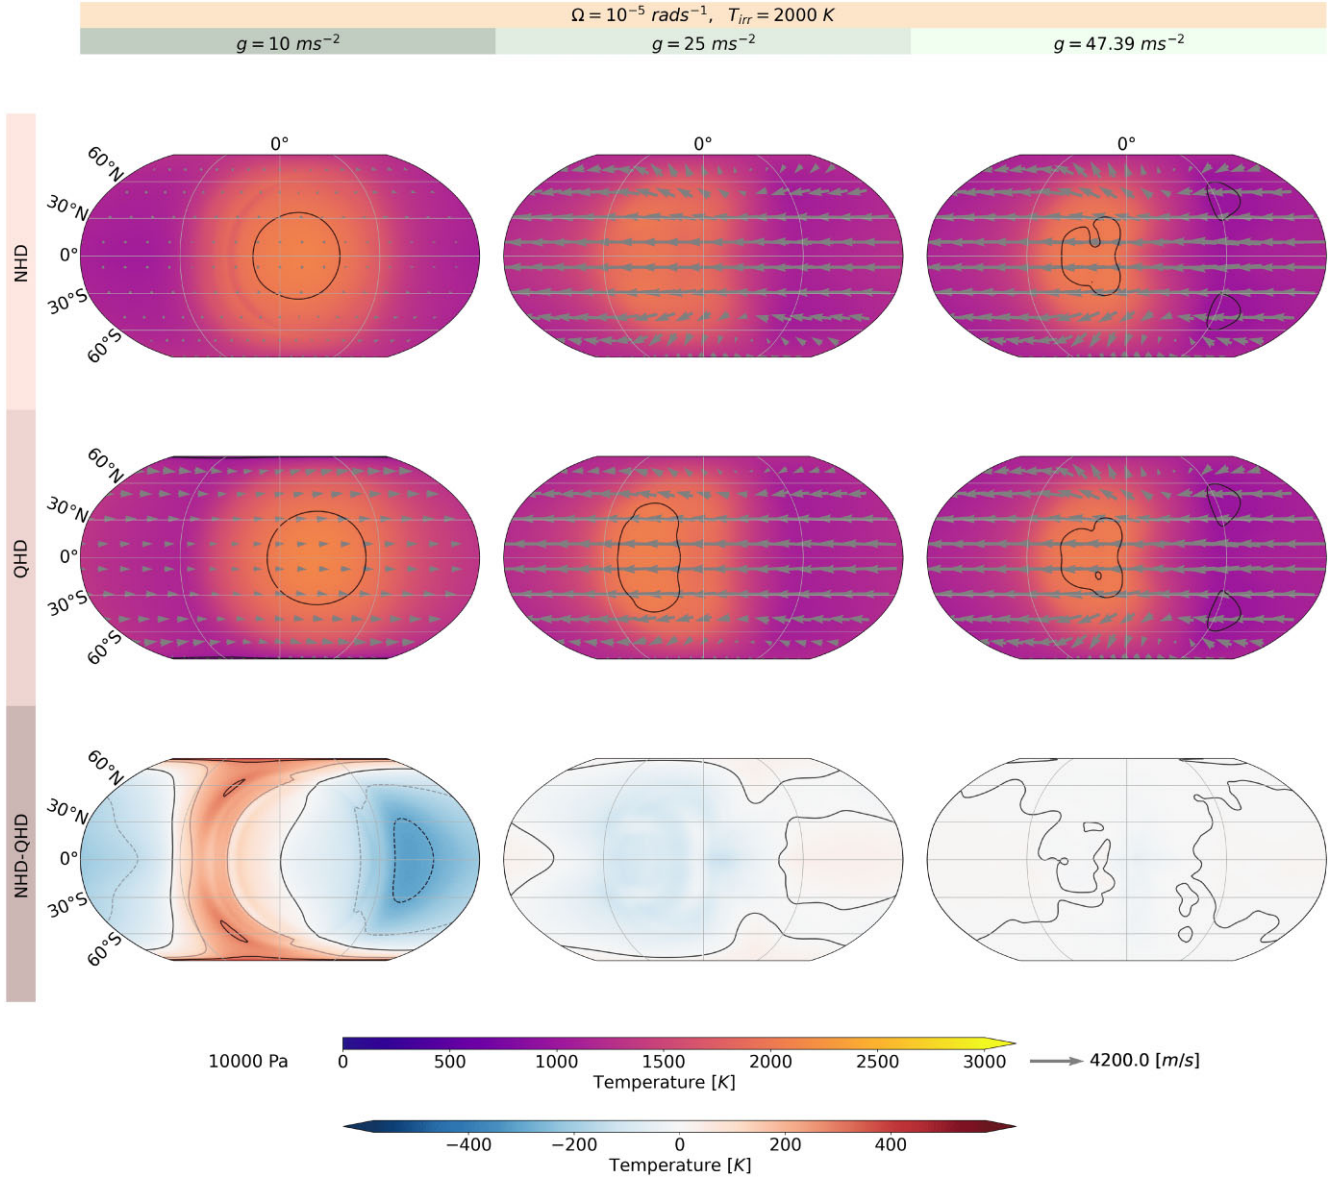 Ω = 10⁻⁵ rads⁻¹, T_irr = 2000 K
g = 10 ms⁻² g = 25 ms⁻² g = 47.39 ms⁻²
NHD
0° 0° 0°
60°N
30°N
0°
30°S
60°S
QHD
60°N
30°N
0°
30°S
60°S
NHD-QHD
60°N
30°N
0°
30°S
60°S
10000 Pa 0 500 1000 1500 2000 2500 3000 4200.0 [m/s]
Temperature [K]
−400 −200 0 200 400
Temperature [K]